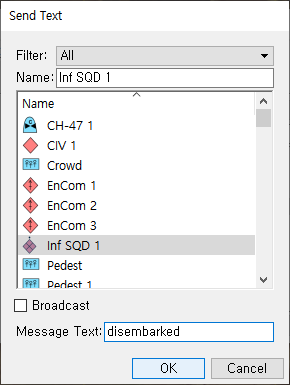 Send Text
Filter: All
Name: Inf SQD 1
Name
CH-47 1
CIV 1
Crowd
EnCom 1
EnCom 2
EnCom 3
Inf SQD 1
Pedest
Pedest 1
Broadcast
Message Text: disembarked
OK Cancel